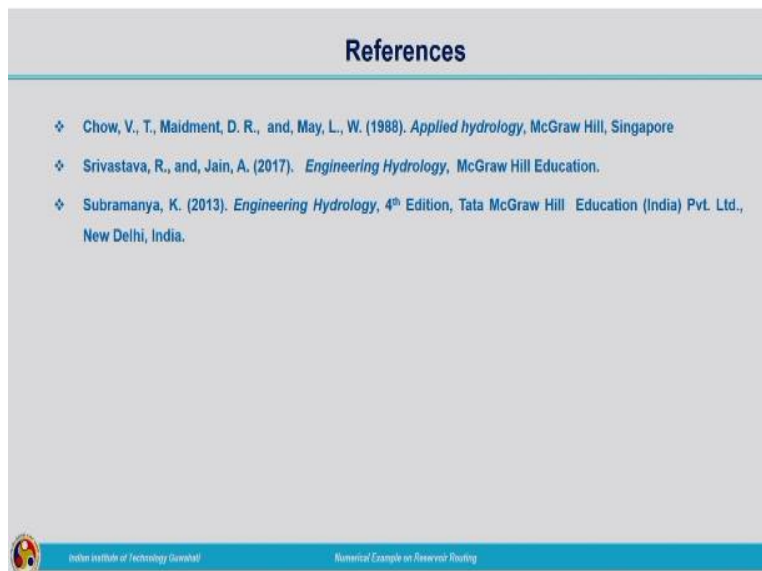 References
❖ Chow, V., T., Maidment, D. R., and, May, L., W. (1988). Applied hydrology, McGraw Hill, Singapore
❖ Srivastava, R., and, Jain, A. (2017). Engineering Hydrology, McGraw Hill Education.
❖ Subramanya, K. (2013). Engineering Hydrology, 4th Edition, Tata McGraw Hill Education (India) Pvt. Ltd.,
New Delhi, India.
Indian Institute of Technology Guwahati
Numerical Example on Reservoir Routing